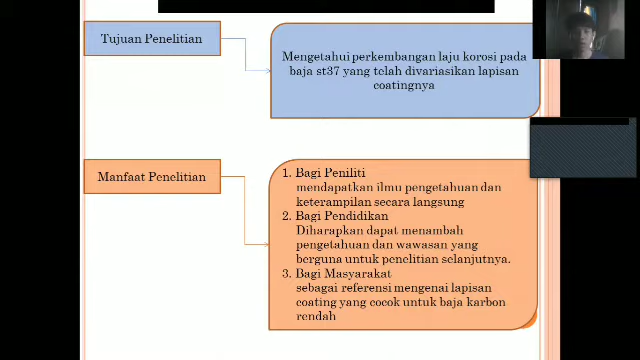 Tujuan Penelitian
Mengetahui perkembangan laju korosi pada
baja st37 yang telah divariasikan lapisan
coatingnya
Manfaat Penelitian
1. Bagi Peniliti
mendapatkan ilmu pengetahuan dan
keterampilan secara langsung
2. Bagi Pendidikan
Diharapkan dapat menambah
pengetahuan dan wawasan yang
berguna untuk penelitian selanjutnya.
3. Bagi Masyarakat
sebagai referensi mengenai lapisan
coating yang cocok untuk baja karbon
rendah